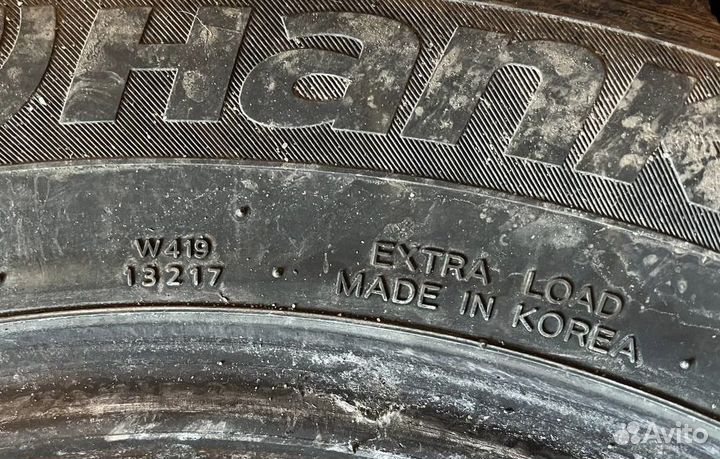 Hank
W419
13217
EXTRA LOAD
MADE IN KOREA
Avito